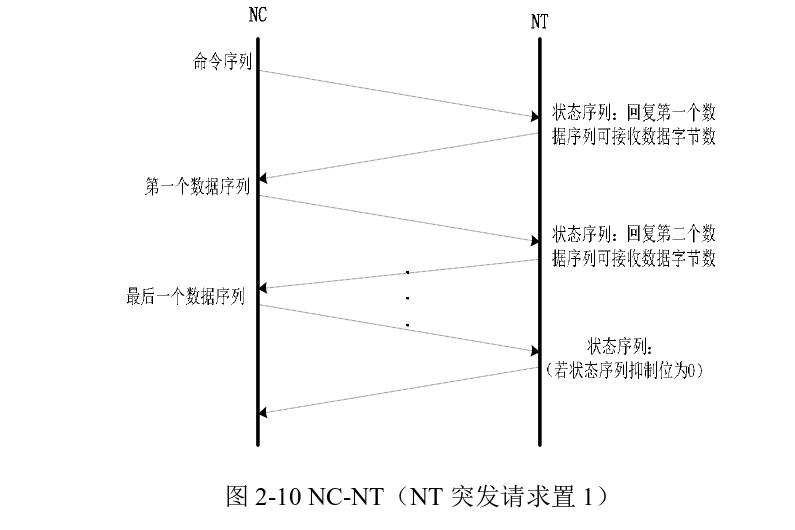 NC
NT
命令序列
状态序列：回复第一个数
据序列可接收数据字节数
第一个数据序列
状态序列：回复第二个数
据序列可接收数据字节数
最后一个数据序列
状态序列：
（若状态序列抑制位为0）
图 2-10 NC-NT（NT 突发请求置 1）